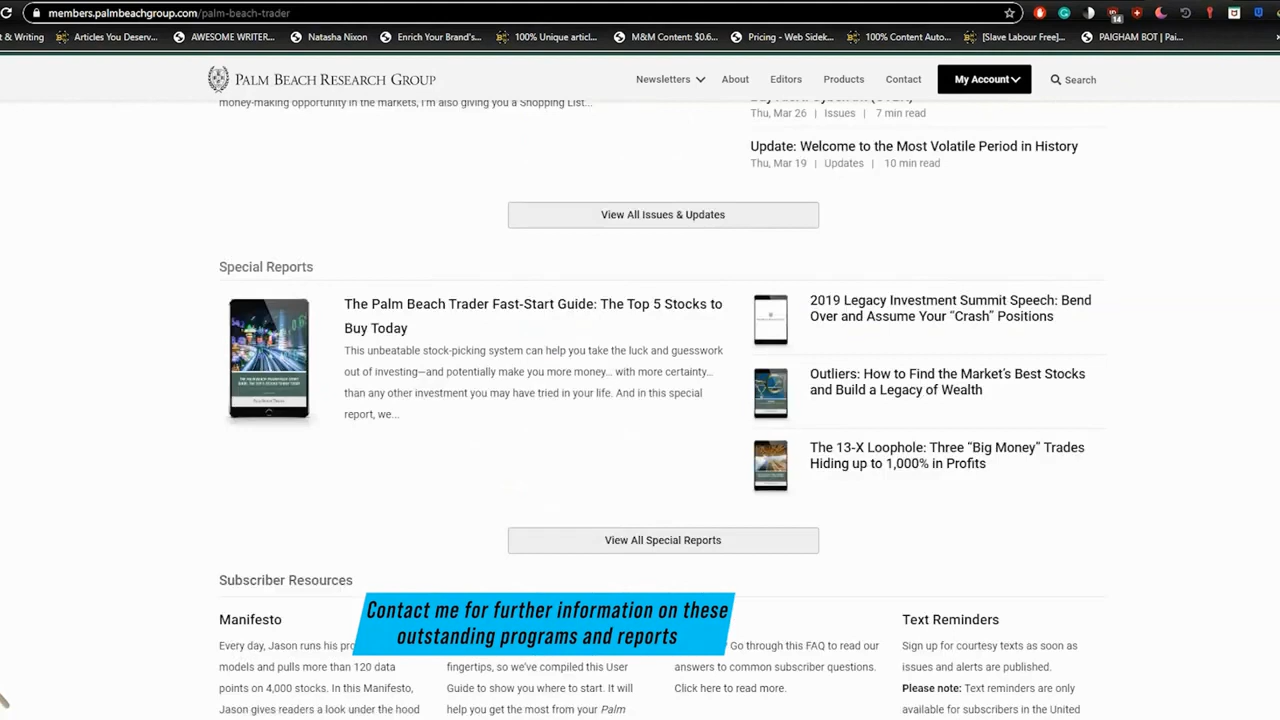 members.palmbeachgroup.com/palm-beach-trader
14
t & Writing
Articles You Deserv...
AWESOME WRITER...
Natasha Nixon
Enrich Your Brand's...
100% Unique articl...
M&M Content: $0.6...
Pricing - Web Sidek...
100% Content Auto...
[Slave Labour Free]...
PAIGHAM BOT | Pai...
PALM BEACH RESEARCH GROUP
Newsletters
About
Editors
Products
Contact
My Account
Search
money-making opportunity in the markets, I'm also giving you a Shopping List...
Thu, Mar 26 | Issues | 7 min read
Update: Welcome to the Most Volatile Period in History
Thu, Mar 19 | Updates | 10 min read
View All Issues & Updates
Special Reports
The Palm Beach Trader Fast-Start Guide: The Top 5 Stocks to
Buy Today
This unbeatable stock-picking system can help you take the luck and guesswork
out of investing—and potentially make you more money... with more certainty...
than any other investment you may have tried in your life. And in this special
report, we...
2019 Legacy Investment Summit Speech: Bend
Over and Assume Your “Crash” Positions
Outliers: How to Find the Market’s Best Stocks
and Build a Legacy of Wealth
The 13-X Loophole: Three “Big Money” Trades
Hiding up to 1,000% in Profits
View All Special Reports
Subscriber Resources
Contact me for further information on these
outstanding programs and reports
Manifesto
Every day, Jason runs his pro
models and pulls more than 120 data
points on 4,000 stocks. In this Manifesto,
Jason gives readers a look under the hood
fingertips, so we've compiled this User
Guide to show you where to start. It will
help you get the most from your Palm
Go through this FAQ to read our
answers to common subscriber questions.
Click here to read more.
Text Reminders
Sign up for courtesy texts as soon as
issues and alerts are published.
Please note: Text reminders are only
available for subscribers in the United